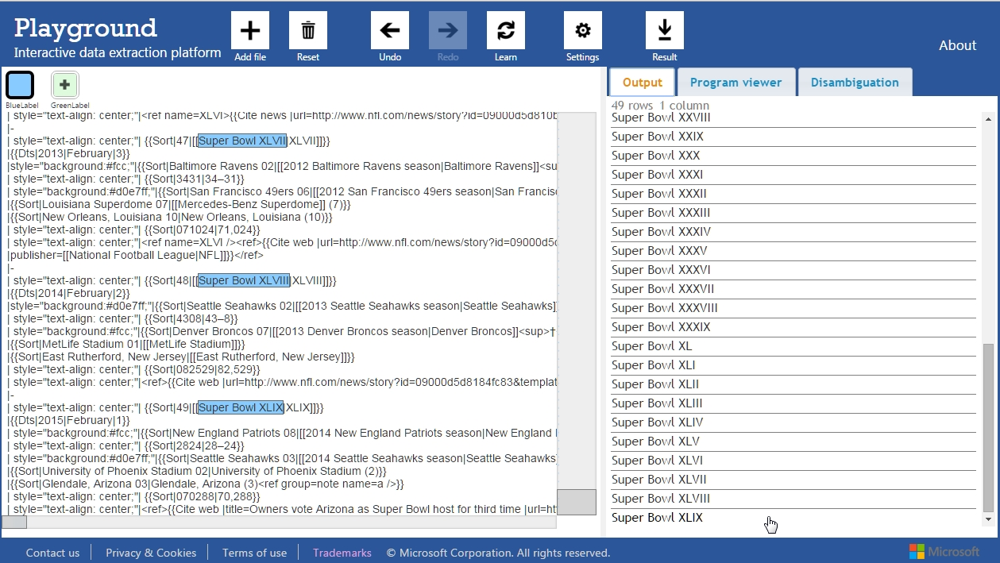 Playground
Interactive data extraction platform
Add file
Reset
Undo
Redo
Learn
Settings
Result
About
BlueLabel
GreenLabel
| style="text-align: center;"|<ref name=XLVI>{{Cite news |url=http://www.nfl.com/news/story?id=09000d5d810b
|-
| style="text-align: center;"| {{Sort|47|[[Super Bowl XLVII|XLVII]]}}
|{{Dts|2013|February|3}}
|style="background:#fcc;"|{{Sort|Baltimore Ravens 02|[[2012 Baltimore Ravens season|Baltimore Ravens]]<su
| style="text-align: center;"| {{Sort|3431|34–31}}
| style="background:#d0e7ff;"|{{Sort|San Francisco 49ers 06|[[2012 San Francisco 49ers season|San Francisc
|{{Sort|Louisiana Superdome 07|[[Mercedes-Benz Superdome]] (7)}}
|{{Sort|New Orleans, Louisiana 10|New Orleans, Louisiana (10)}}
| style="text-align: center;"| {{Sort|071024|71,024}}
| style="text-align: center;"|<ref name=XLVI /><ref>{{Cite web |url=http://www.nfl.com/news/story?id=09000d5d
|publisher=[[National Football League|NFL]]}}</ref>
|-
| style="text-align: center;"| {{Sort|48|[[Super Bowl XLVIII|XLVIII]]}}
|{{Dts|2014|February|2}}
|style="background:#d0e7ff;"|{{Sort|Seattle Seahawks 02|[[2013 Seattle Seahawks season|Seattle Seahawks]]
| style="text-align: center;"| {{Sort|4308|43–8}}
| style="background:#fcc;"|{{Sort|Denver Broncos 07|[[2013 Denver Broncos season|Denver Broncos]]<sup>†
|{{Sort|MetLife Stadium 01|[[MetLife Stadium]]}}
|{{Sort|East Rutherford, New Jersey|[[East Rutherford, New Jersey]]}}
| style="text-align: center;"| {{Sort|082529|82,529}}
| style="text-align: center;"|<ref>{{Cite web |url=http://www.nfl.com/news/story?id=09000d5d8184fc83&templat
|-
| style="text-align: center;"| {{Sort|49|[[Super Bowl XLIX|XLIX]]}}
|{{Dts|2015|February|1}}
| style="background:#fcc;"|{{Sort|New England Patriots 08|[[2014 New England Patriots season|New England
| style="text-align: center;"| {{Sort|2824|28–24}}
| style="background:#d0e7ff;"|{{Sort|Seattle Seahawks 03|[[2014 Seattle Seahawks season|Seattle Seahawks
|{{Sort|University of Phoenix Stadium 02|University of Phoenix Stadium (2)}}
|{{Sort|Glendale, Arizona 03|Glendale, Arizona (3)<ref group=note name=a />}}
| style="text-align: center;"| {{Sort|070288|70,288}}
| style="text-align: center;"|<ref>{{Cite web |title=Owners vote Arizona as Super Bowl host for third time |url=ht
Output
Program viewer
Disambiguation
49 rows 1 column
Super Bowl XXVIII
Super Bowl XXIX
Super Bowl XXX
Super Bowl XXXI
Super Bowl XXXII
Super Bowl XXXIII
Super Bowl XXXIV
Super Bowl XXXV
Super Bowl XXXVI
Super Bowl XXXVII
Super Bowl XXXVIII
Super Bowl XXXIX
Super Bowl XL
Super Bowl XLI
Super Bowl XLII
Super Bowl XLIII
Super Bowl XLIV
Super Bowl XLV
Super Bowl XLVI
Super Bowl XLVII
Super Bowl XLVIII
Super Bowl XLIX
Contact us
Privacy & Cookies
Terms of use
Trademarks
© Microsoft Corporation. All rights reserved.
Microsoft